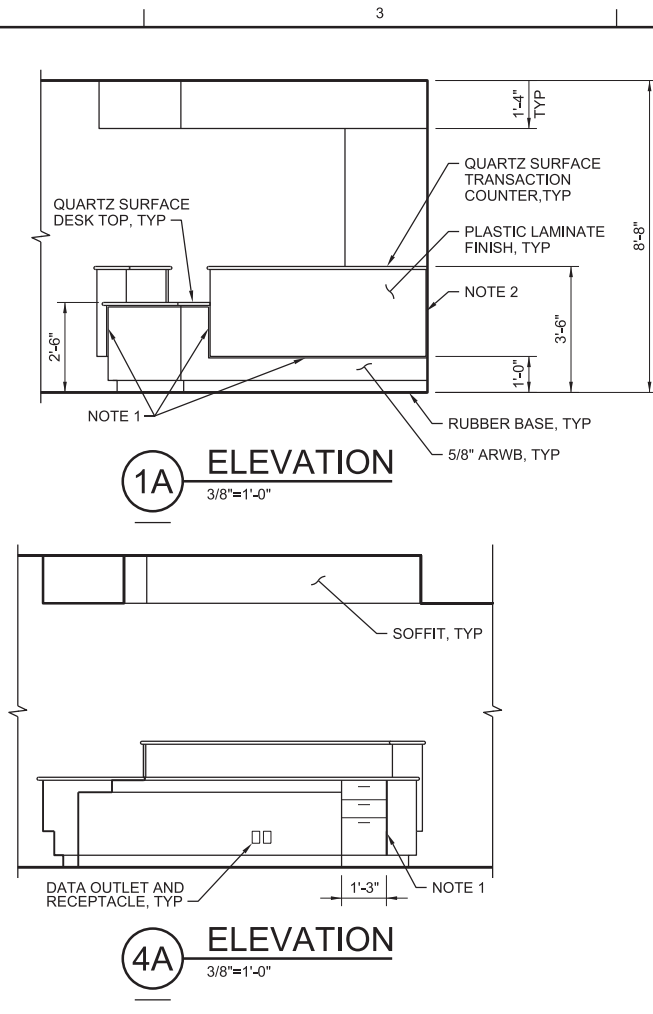 3
1'-4"
TYP
QUARTZ SURFACE
TRANSACTION
COUNTER,TYP
QUARTZ SURFACE
DESK TOP, TYP
PLASTIC LAMINATE
FINISH, TYP
8'-8"
NOTE 2
2'-6"
3'-6"
1'-0"
NOTE 1
RUBBER BASE, TYP
5/8" ARWB, TYP
1A
ELEVATION
3/8"=1'-0"
SOFFIT, TYP
DATA OUTLET AND
RECEPTACLE, TYP
1'-3"
NOTE 1
4A
ELEVATION
3/8"=1'-0"